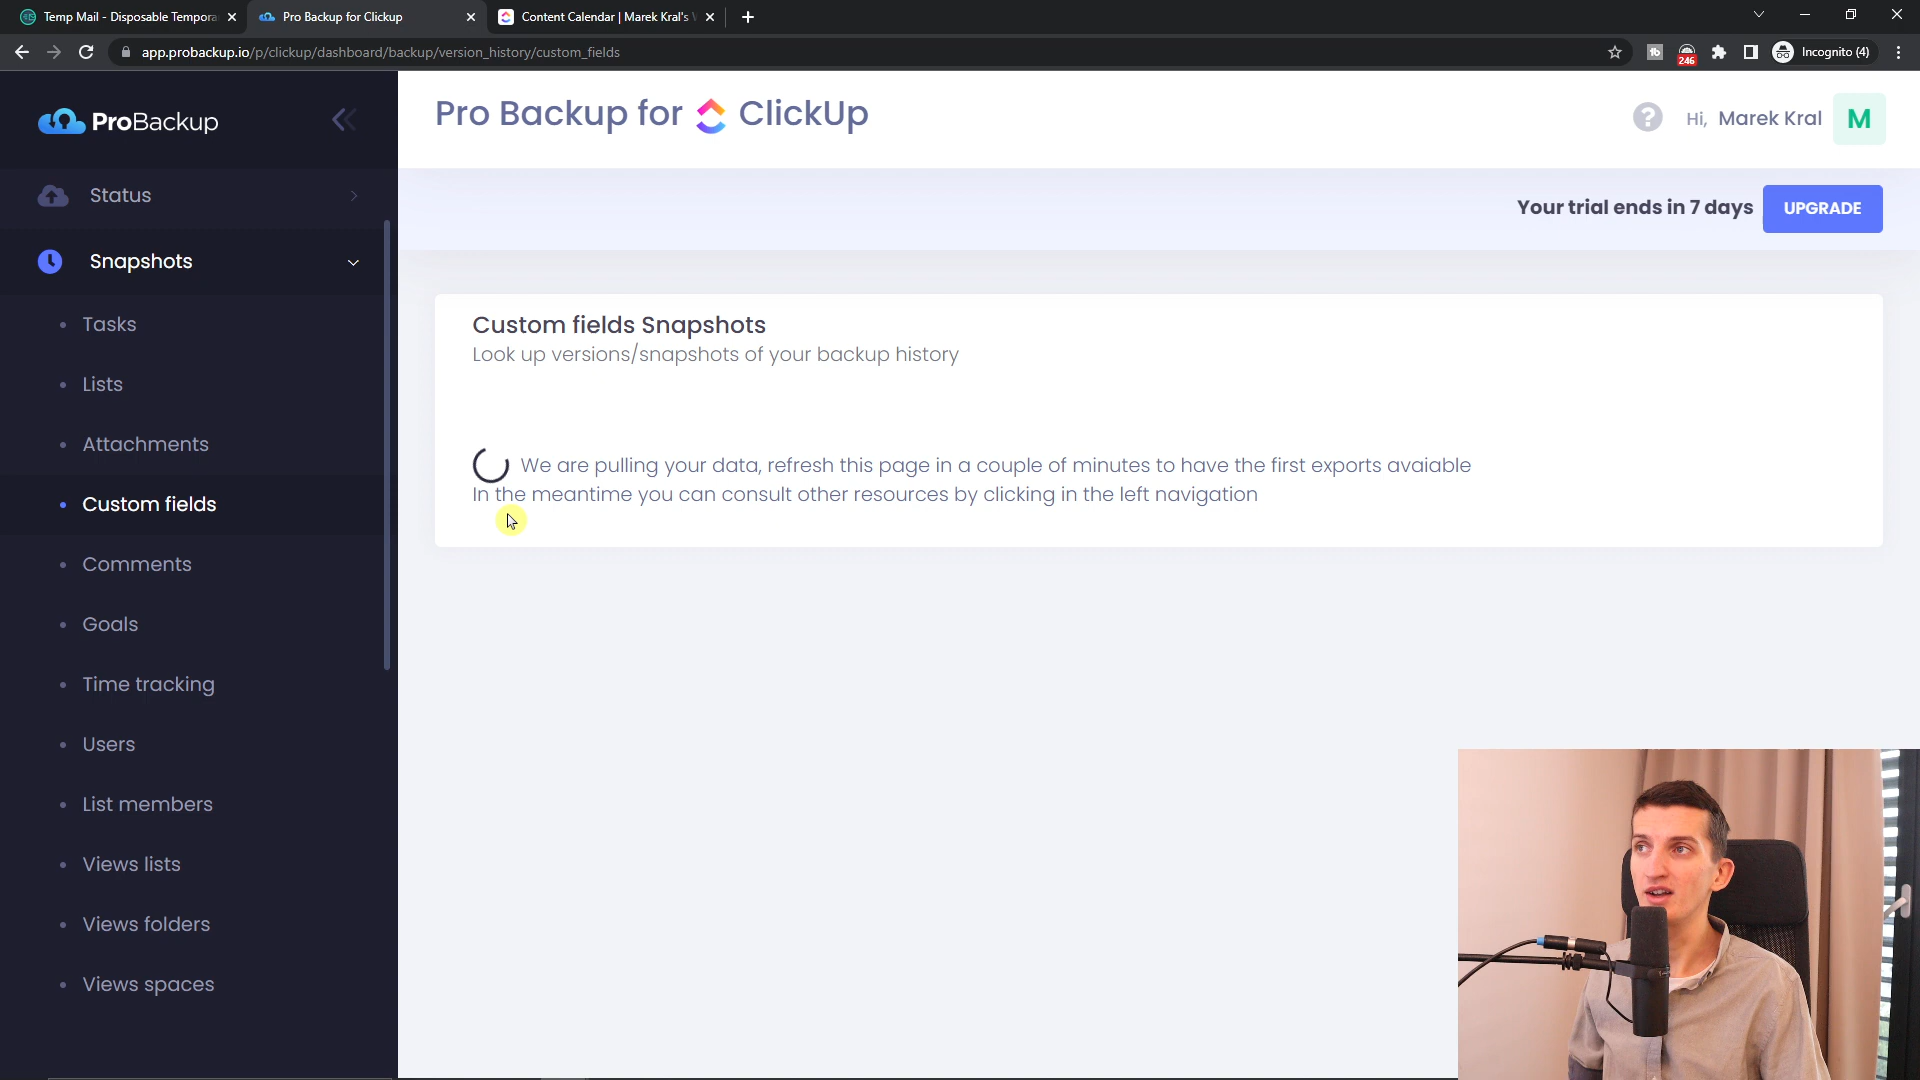 Temp Mail - Disposable Tempora
Pro Backup for Clickup
Content Calendar | Marek Kral's
app.probackup.io/p/clickup/dashboard/backup/version_history/custom_fields
246
Incognito (4)
ProBackup
Pro Backup for ClickUp
?
Hi, Marek Kral
M
Your trial ends in 7 days
UPGRADE
Status
Snapshots
Tasks
Lists
Attachments
Custom fields
Comments
Goals
Time tracking
Users
List members
Views lists
Views folders
Views spaces
Custom fields Snapshots
Look up versions/snapshots of your backup history
We are pulling your data, refresh this page in a couple of minutes to have the first exports avaiable
In the meantime you can consult other resources by clicking in the left navigation